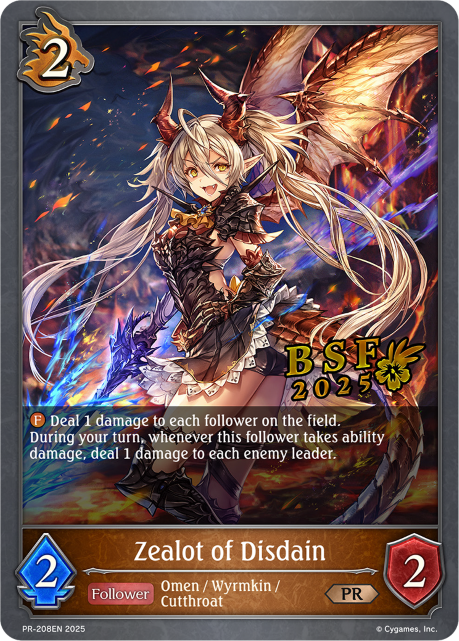 2
BSF
2025
F Deal 1 damage to each follower on the field.
During your turn, whenever this follower takes ability
damage, deal 1 damage to each enemy leader.
Zealot of Disdain
2
Follower
Omen / Wyrmkin /
Cutthroat
PR
2
PR-208EN 2025
© Cygames, Inc.